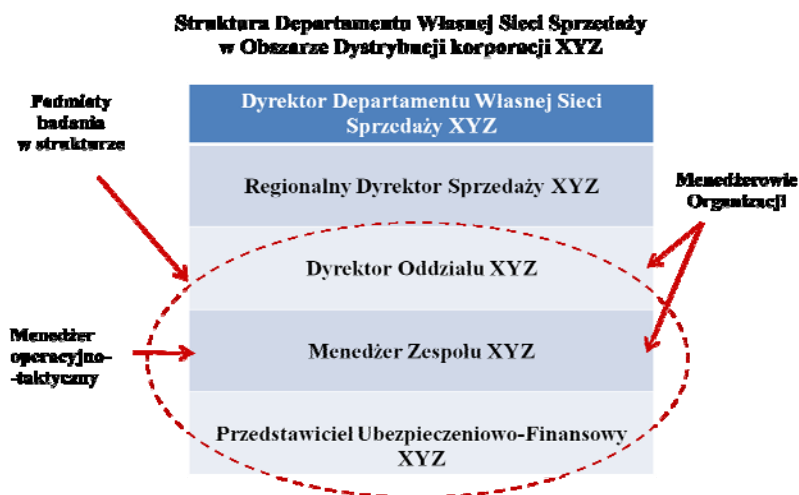 Struktura Departamentu Własnej Sieci Sprzedaży
w Obszarze Dystrybucji korporacji XYZ
Podmioty
badania
w strukturze
Dyrektor Departamentu Własnej Sieci
Sprzedaży XYZ
Regionalny Dyrektor Sprzedaży XYZ
Menedżerowie
Organizacji
Dyrektor Oddziału XYZ
Menedżer
operacyjno-
-taktyczny
Menedżer Zespołu XYZ
Przedstawiciel Ubezpieczeniowo-Finansowy
XYZ